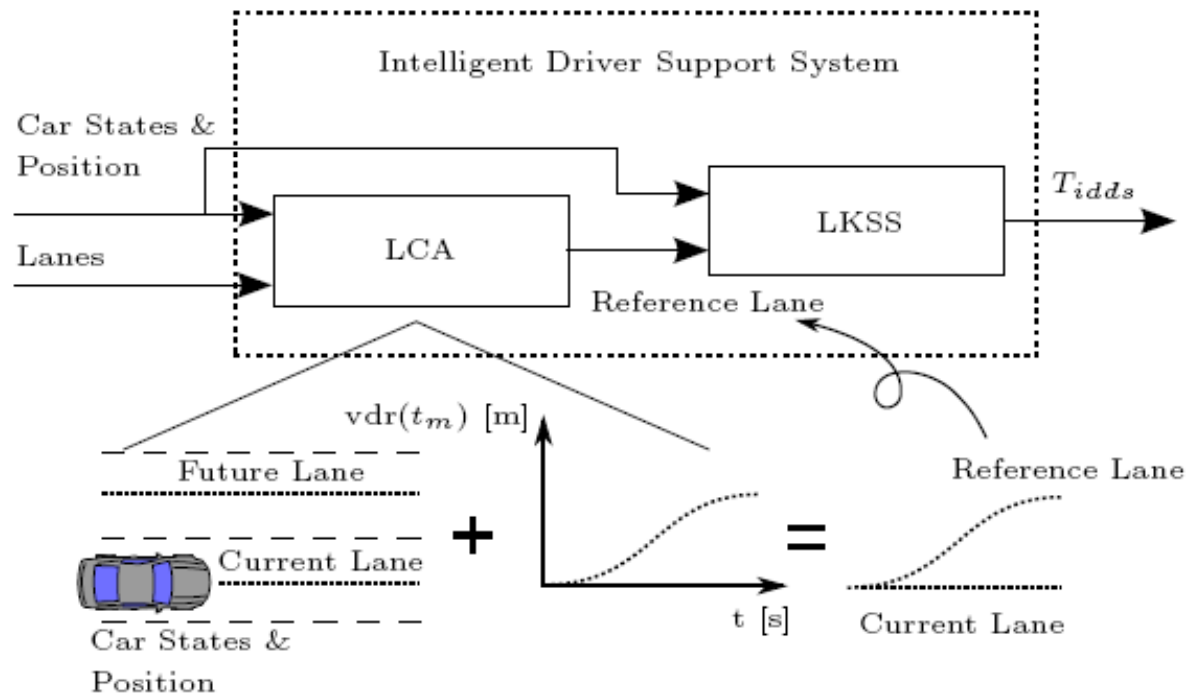 Intelligent Driver Support System
Car States &
Position
LKSS
T_idds
LCA
Lanes
Reference Lane
vdr(t_m) [m]
Future Lane
Reference Lane
+
=
Current Lane
t [s]
Current Lane
Car States &
Position